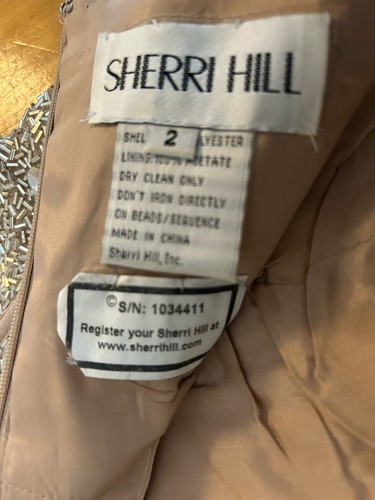 SHERRI HILL
SHEL 2 LYESTER
LINING:100% ACETATE
DRY CLEAN ONLY
DON'T IRON DIRECTLY
ON BEADS/SEQUENCE
MADE IN CHINA
Sherri Hill, Inc.
©S/N: 1034411
Register your Sherri Hill at
www.sherrihill.com